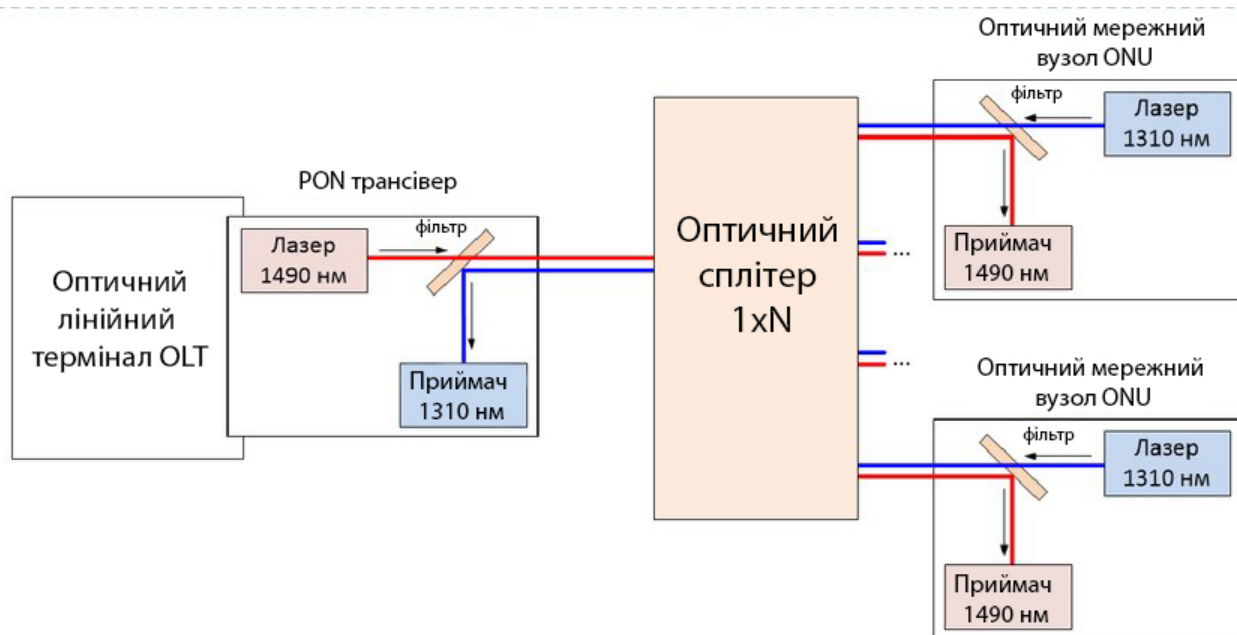 Оптичний мережний
вузол ONU
фільтр
Лазер
1310 нм
Приймач
1490 нм
PON трансівер
Оптичний
лінійний
термінал OLT
Лазер
1490 нм
фільтр
Приймач
1310 нм
Оптичний
сплітер
1xN
...
...
Оптичний мережний
вузол ONU
фільтр
Лазер
1310 нм
Приймач
1490 нм